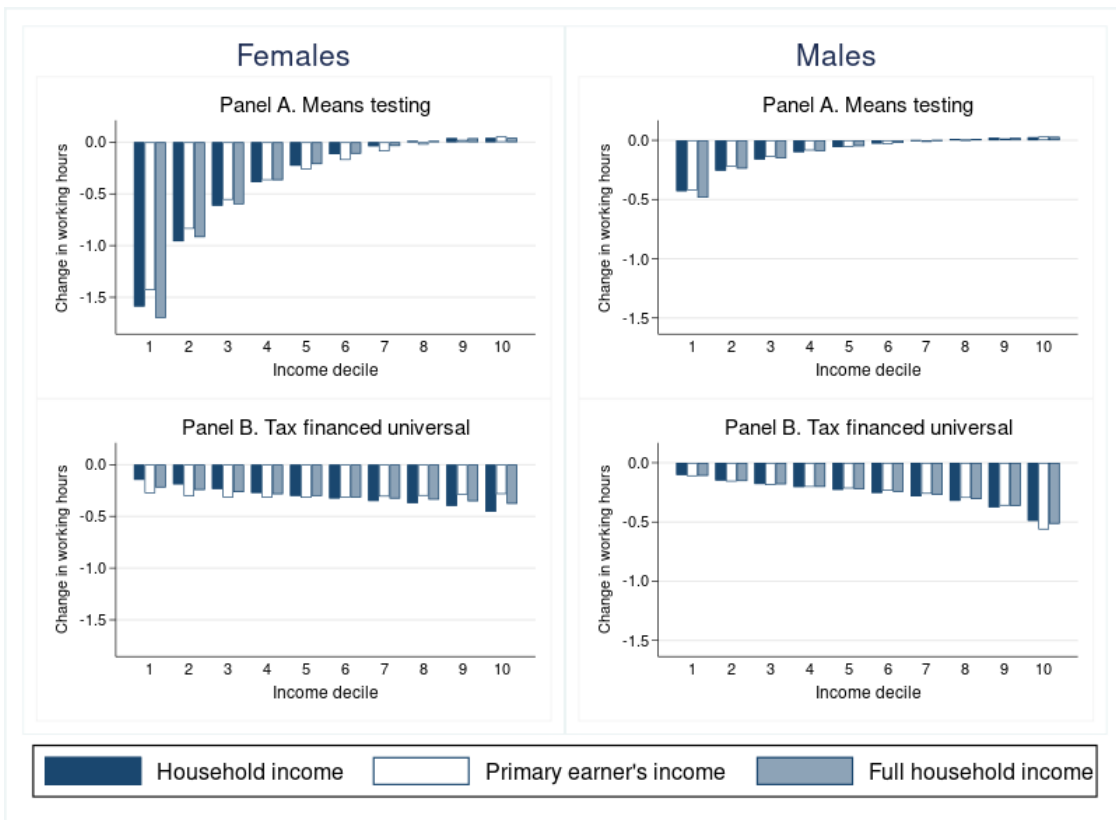 Females
Males
Panel A. Means testing
Change in working hours
0.0
-0.5
-1.0
-1.5
1 2 3 4 5 6 7 8 9 10
Income decile
Panel A. Means testing
Change in working hours
0.0
-0.5
-1.0
-1.5
1 2 3 4 5 6 7 8 9 10
Income decile
Panel B. Tax financed universal
Change in working hours
0.0
-0.5
-1.0
-1.5
1 2 3 4 5 6 7 8 9 10
Income decile
Panel B. Tax financed universal
Change in working hours
0.0
-0.5
-1.0
-1.5
1 2 3 4 5 6 7 8 9 10
Income decile
Household income
Primary earner's income
Full household income